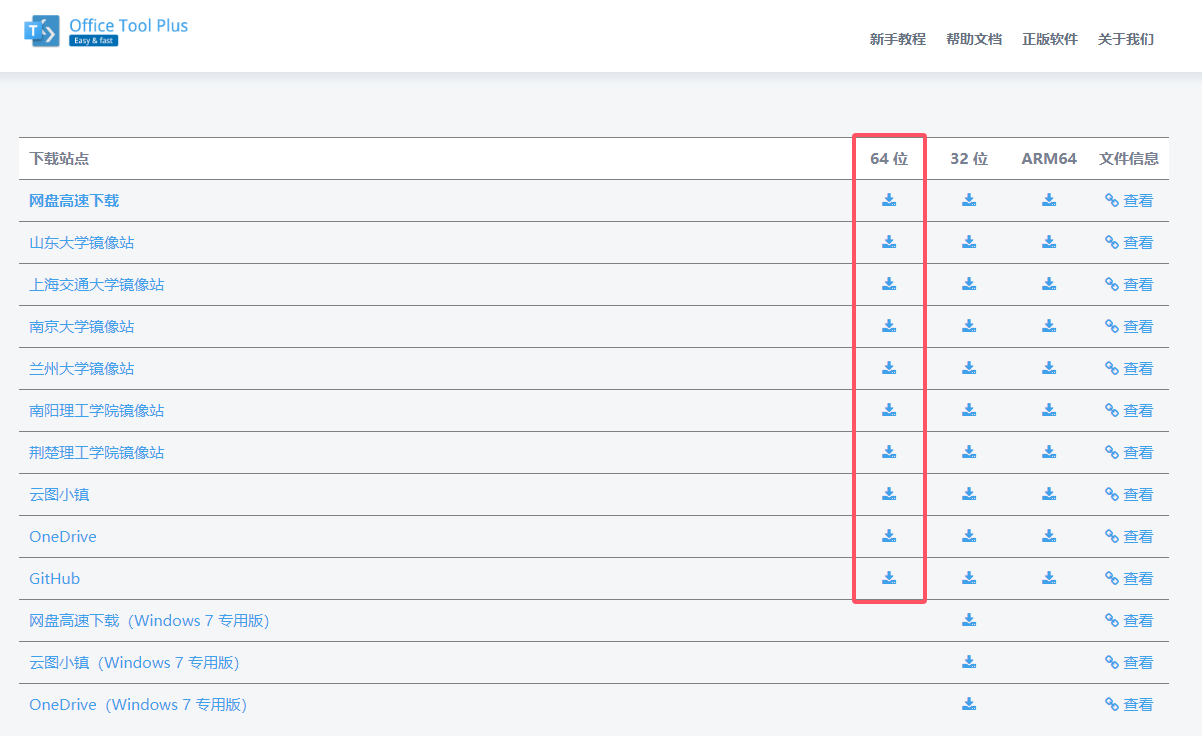 Office Tool Plus
Easy & fast
新手教程 帮助文档 正版软件 关于我们
下载站点 64 位 32 位 ARM64 文件信息
网盘高速下载 查看
山东大学镜像站 查看
上海交通大学镜像站 查看
南京大学镜像站 查看
兰州大学镜像站 查看
南阳理工学院镜像站 查看
荆楚理工学院镜像站 查看
云图小镇 查看
OneDrive 查看
GitHub 查看
网盘高速下载（Windows 7 专用版） 查看
云图小镇（Windows 7 专用版） 查看
OneDrive（Windows 7 专用版） 查看